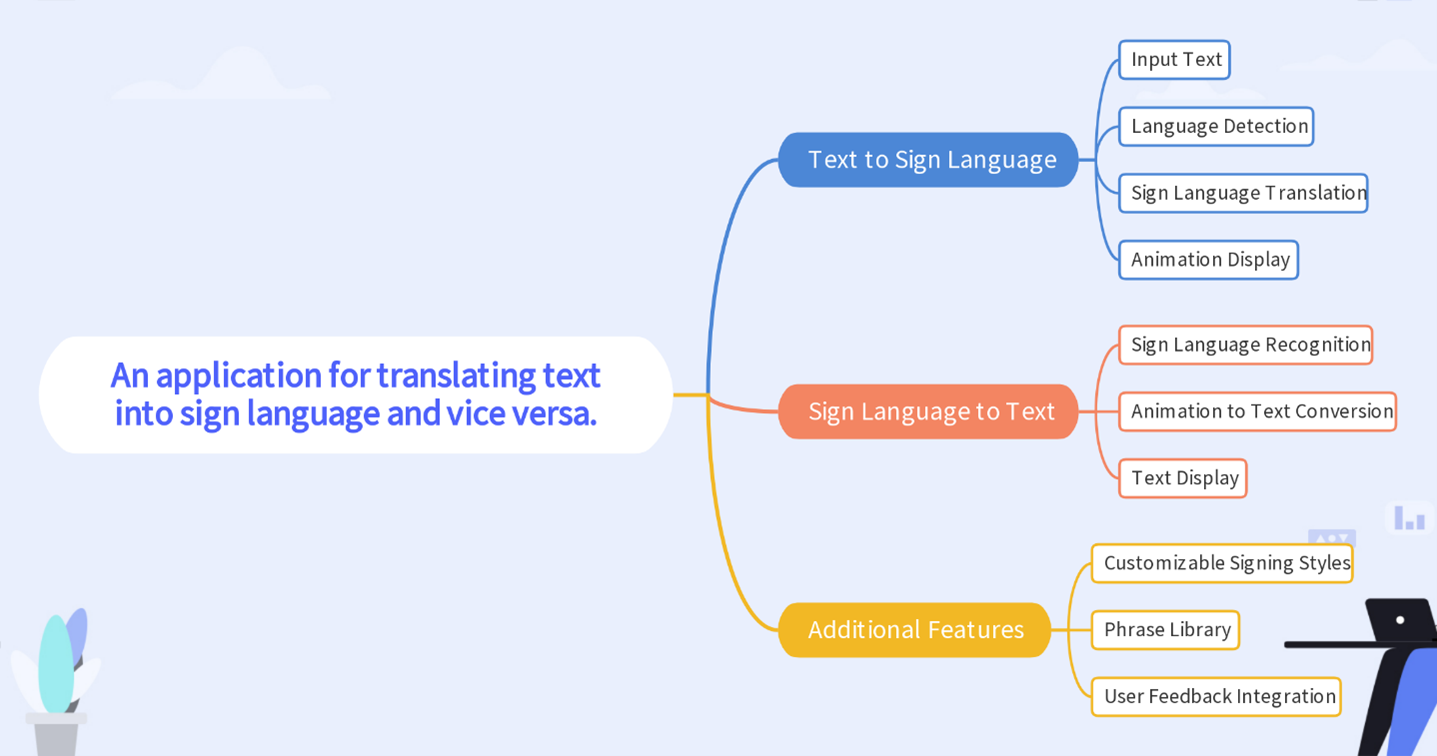 An application for translating text
into sign language and vice versa.
Text to Sign Language
Input Text
Language Detection
Sign Language Translation
Animation Display
Sign Language to Text
Sign Language Recognition
Animation to Text Conversion
Text Display
Additional Features
Customizable Signing Styles
Phrase Library
User Feedback Integration